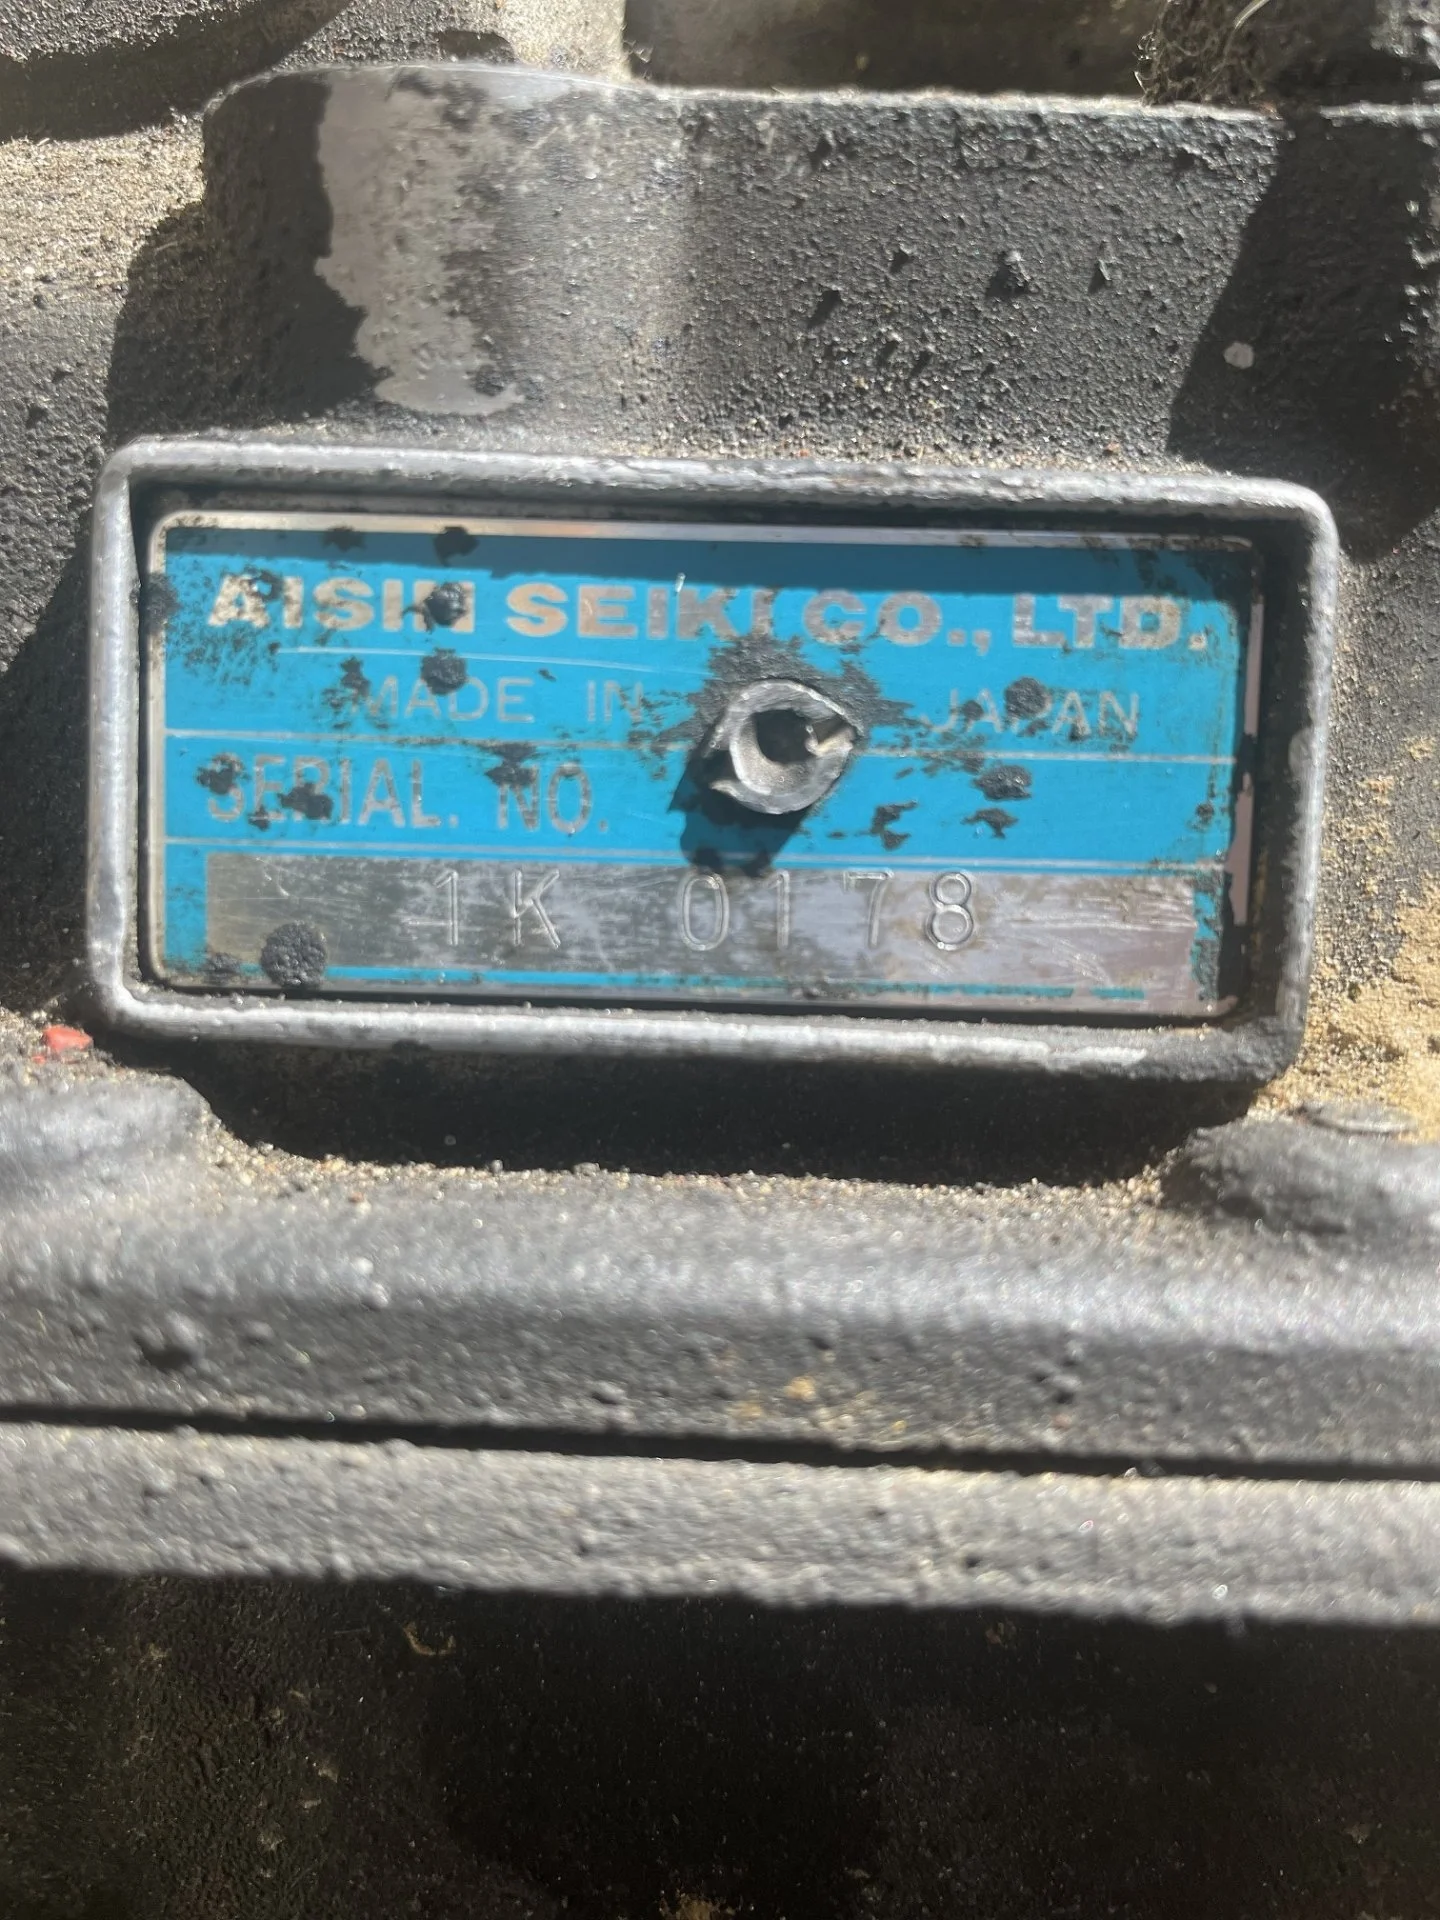 AISIN SEIKI CO., LTD.
MADE IN JAPAN
SERIAL. NO.
1K 0178